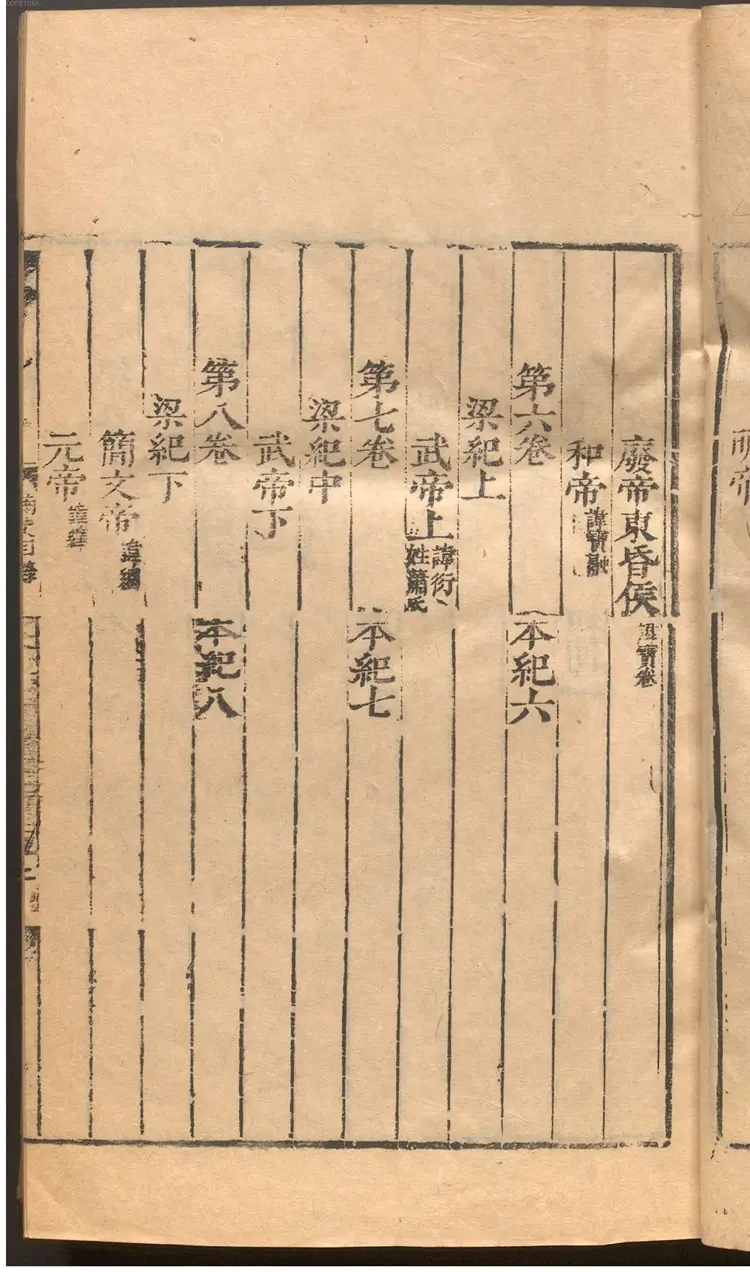 廢帝東昏侯 諱寶卷
和帝 諱寶融
第六卷 本紀六
梁紀上
武帝上 諱衍 姓蕭氏
第七卷 本紀七
梁紀中
武帝下
第八卷 本紀八
梁紀下
簡文帝 諱綱
元帝 諱繹